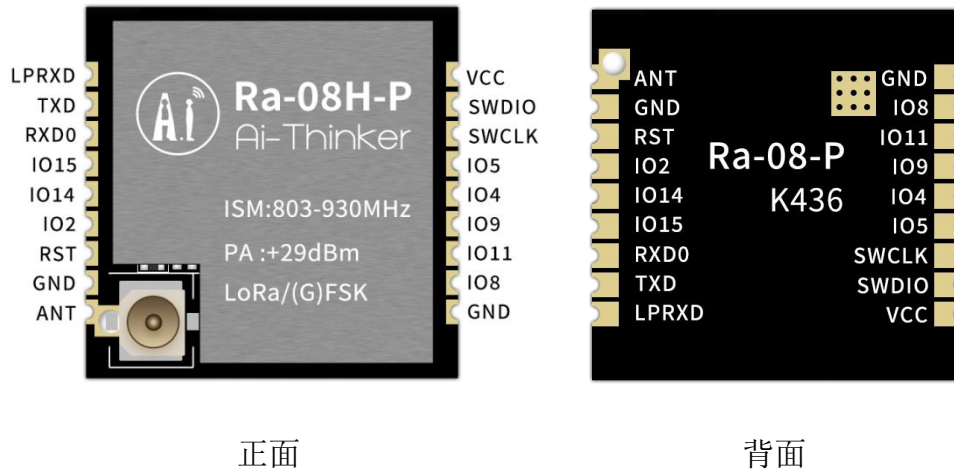 LPRXD
TXD
RXD0
IO15
IO14
IO2
RST
GND
ANT
A.i
Ra-08H-P
Ai-Thinker
ISM:803-930MHz
PA :+29dBm
LoRa/(G)FSK
VCC
SWDIO
SWCLK
IO5
IO4
IO9
IO11
IO8
GND
ANT
GND
RST
IO2
IO14
IO15
RXD0
TXD
LPRXD
Ra-08-P
K436
GND
IO8
IO11
IO9
IO4
IO5
SWCLK
SWDIO
VCC
正面
背面